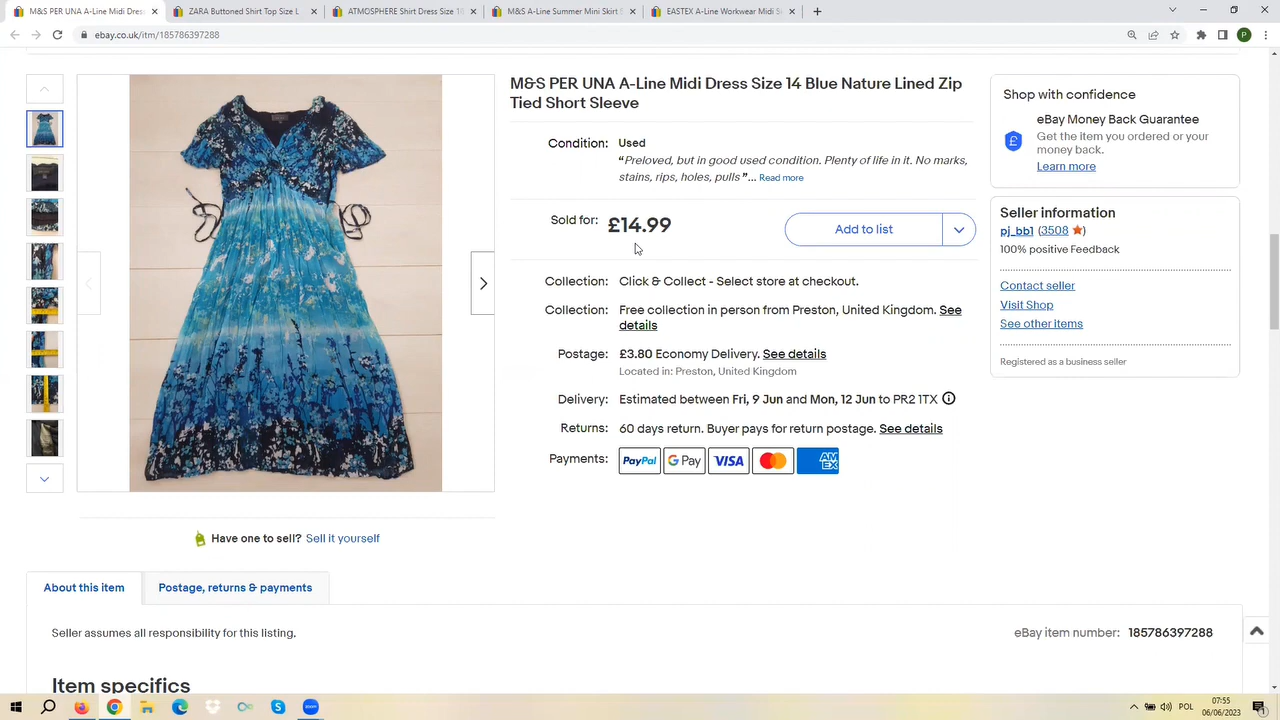 M&S PER UNA A-Line Midi Dres
ZARA Buttoned Shirt Top Size L
ATMOSPHERE Shirt Dress Size 18
M&S A-Line Summer Mini Skirt S
EASTEX A-Line Workwear Midi S
ebay.co.uk/itm/185786397288
P
M&S PER UNA A-Line Midi Dress Size 14 Blue Nature Lined Zip
Tied Short Sleeve
Condition: Used
“Preloved, but in good used condition. Plenty of life in it. No marks,
stains, rips, holes, pulls”... Read more
Sold for: £14.99
Add to list
Collection: Click & Collect - Select store at checkout.
Collection: Free collection in person from Preston, United Kingdom. See
details
Postage: £3.80 Economy Delivery. See details
Located in: Preston, United Kingdom
Delivery: Estimated between Fri, 9 Jun and Mon, 12 Jun to PR2 1TX
Returns: 60 days return. Buyer pays for return postage. See details
Payments: PayPal G Pay VISA AM EX
Shop with confidence
eBay Money Back Guarantee
Get the item you ordered or your
money back.
Learn more
Seller information
pj_bb1 (3508)
100% positive Feedback
Contact seller
Visit Shop
See other items
Registered as a business seller
Have one to sell? Sell it yourself
About this item
Postage, returns & payments
Seller assumes all responsibility for this listing.
eBay item number: 185786397288
Item specifics
zoom
POL
07:55
06/06/2023